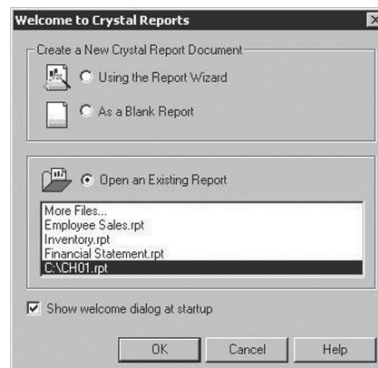 Welcome to Crystal Reports
Create a New Crystal Report Document
Using the Report Wizard
As a Blank Report
Open an Existing Report
More Files...
Employee Sales.rpt
Inventory.rpt
Financial Statement.rpt
C:\CH01.rpt
Show welcome dialog at startup
OK
Cancel
Help